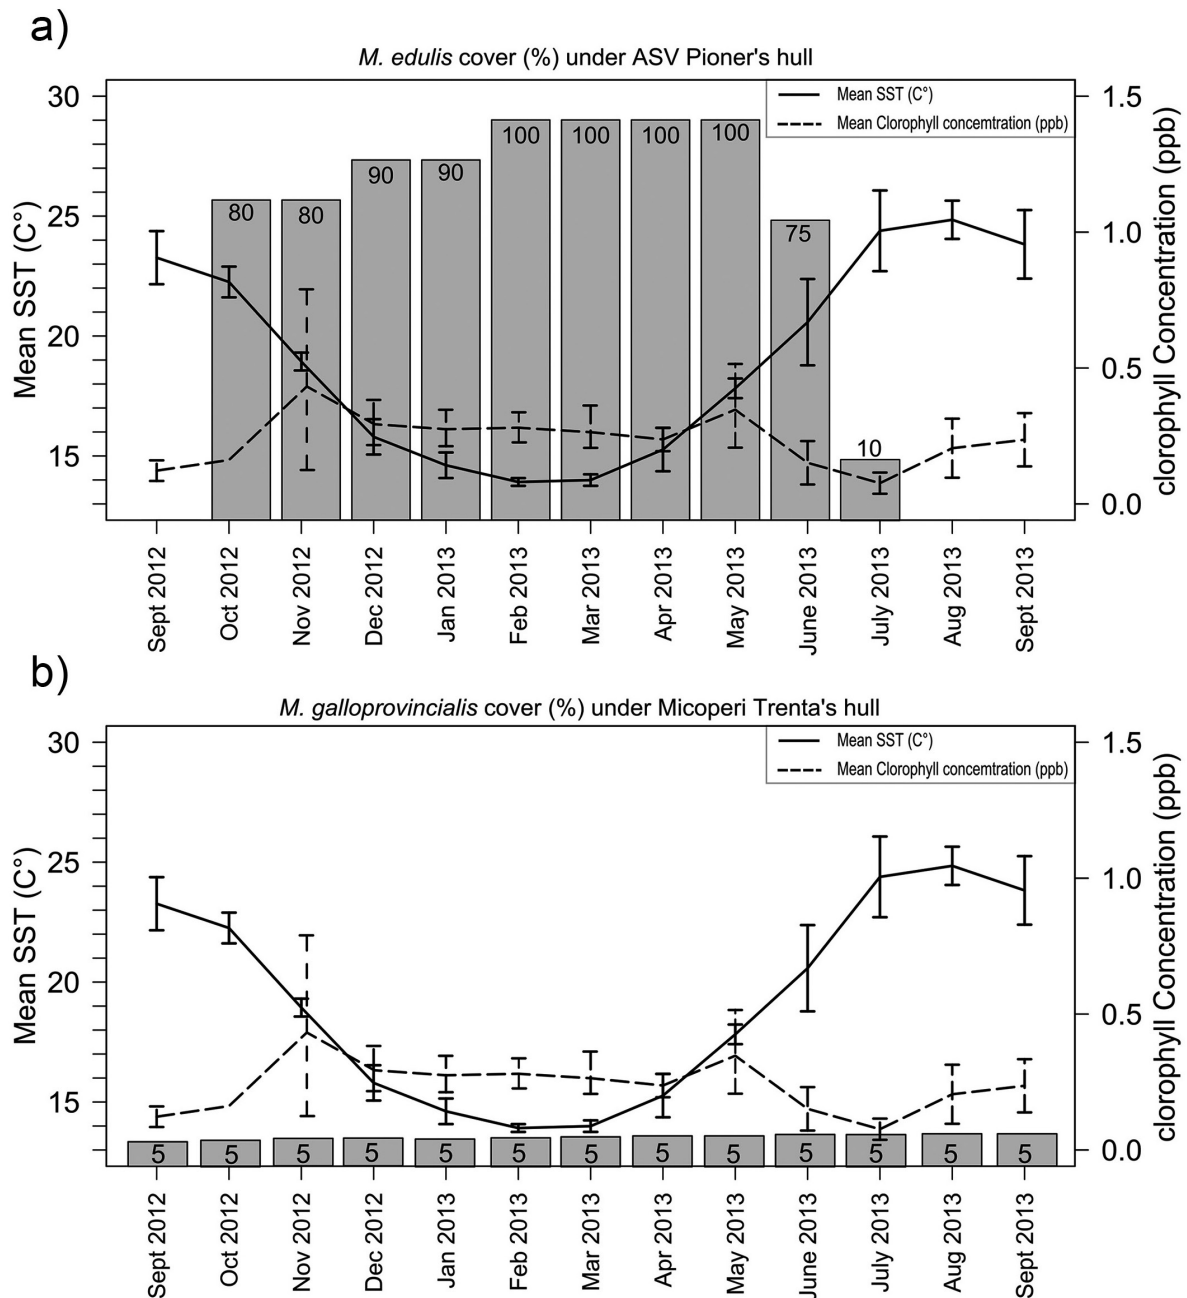 a)
M. edulis cover (%) under ASV Pioner's hull
Mean SST (C°)
Mean Clorophyll concemtration (ppb)
30
25
20
15
Mean SST (C°)
1.5
1.0
0.5
0.0
clorophyll Concentration (ppb)
80 80 90 90 100 100 100 100 75 10
Sept 2012
Oct 2012
Nov 2012
Dec 2012
Jan 2013
Feb 2013
Mar 2013
Apr 2013
May 2013
June 2013
July 2013
Aug 2013
Sept 2013
b)
M. galloprovincialis cover (%) under Micoperi Trenta's hull
Mean SST (C°)
Mean Clorophyll concemtration (ppb)
30
25
20
15
Mean SST (C°)
1.5
1.0
0.5
0.0
clorophyll Concentration (ppb)
5 5 5 5 5 5 5 5 5 5 5 5 5
Sept 2012
Oct 2012
Nov 2012
Dec 2012
Jan 2013
Feb 2013
Mar 2013
Apr 2013
May 2013
June 2013
July 2013
Aug 2013
Sept 2013